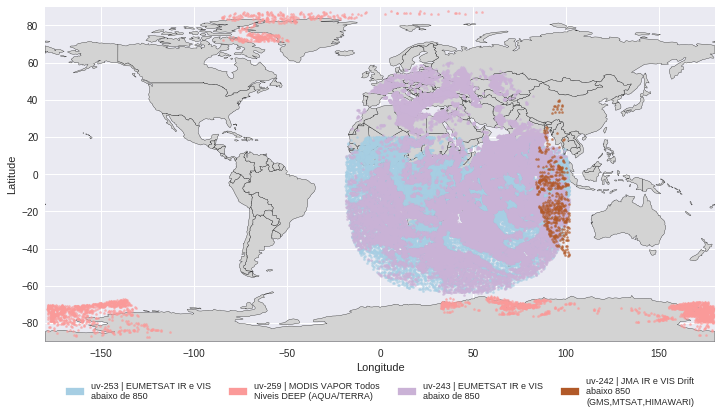 80
60
40
20
0
−20
−40
−60
−80
Latitude
−150
−100
−50
0
50
100
150
Longitude
uv-253 | EUMETSAT IR e VIS
abaixo de 850
uv-259 | MODIS VAPOR Todos
Niveis DEEP (AQUA/TERRA)
uv-243 | EUMETSAT IR e VIS
abaixo de 850
uv-242 | JMA IR e VIS Drift
abaixo 850
(GMS,MTSAT,HIMAWARI)